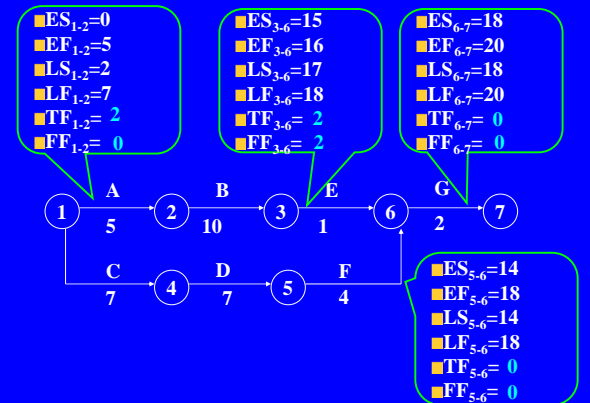 ■ES1-2=0
■EF1-2=5
■LS1-2=2
■LF1-2=7
■TF1-2= 2
■FF1-2= 0
■ES3-6=15
■EF3-6=16
■LS3-6=17
■LF3-6=18
■TF3-6= 2
■FF3-6= 2
■ES6-7=18
■EF6-7=20
■LS6-7=18
■LF6-7=20
■TF6-7= 0
■FF6-7= 0
A B E G
1 2 3 6 7
5 10 1 2
C D F
4 5
7 7 4
■ES5-6=14
■EF5-6=18
■LS5-6=14
■LF5-6=18
■TF5-6= 0
■FF5-6= 0